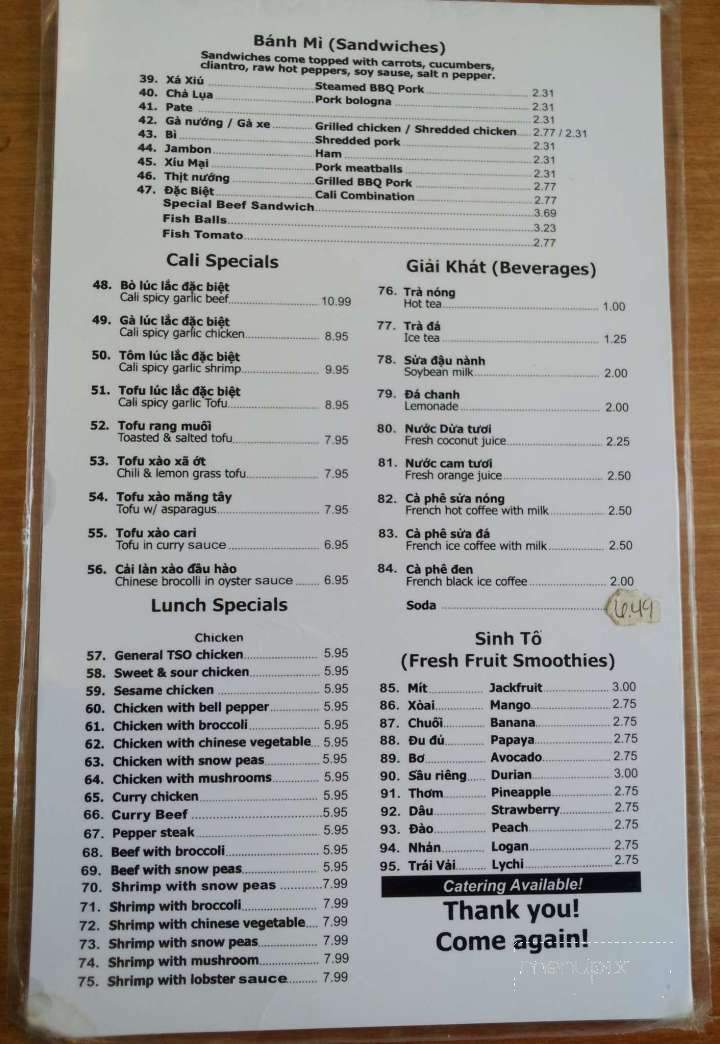 Bánh Mì (Sandwiches)
Sandwiches come topped with carrots, cucumbers,
cliantro, raw hot peppers, soy sause, salt n pepper.
39. Xá Xíu Steamed BBQ Pork 2.31
40. Chả Lụa Pork bologna 2.31
41. Pate 2.31
42. Gà nướng / Gà xe Grilled chicken / Shredded chicken 2.77 / 2.31
43. Bì Shredded pork 2.31
44. Jambon Ham 2.31
45. Xíu Mại Pork meatballs 2.31
46. Thịt nướng Grilled BBQ Pork 2.77
47. Đặc Biệt Cali Combination 2.77
Special Beef Sandwich 3.69
Fish Balls 3.23
Fish Tomato 2.77
Cali Specials
48. Bò lúc lắc đặc biệt
Cali spicy garlic beef 10.99
49. Gà lúc lắc đặc biệt
Cali spicy garlic chicken 8.95
50. Tôm lúc lắc đặc biệt
Cali spicy garlic shrimp 9.95
51. Tofu lúc lắc đặc biệt
Cali spicy garlic Tofu 8.95
52. Tofu rang muối
Toasted & salted tofu 7.95
53. Tofu xào xã ớt
Chili & lemon grass tofu 7.95
54. Tofu xào măng tây
Tofu w/ asparagus 7.95
55. Tofu xào cari
Tofu in curry sauce 6.95
56. Cải làn xào đầu hào
Chinese brocolli in oyster sauce 6.95
Lunch Specials
Chicken
57. General TSO chicken 5.95
58. Sweet & sour chicken 5.95
59. Sesame chicken 5.95
60. Chicken with bell pepper 5.95
61. Chicken with broccoli 5.95
62. Chicken with chinese vegetable 5.95
63. Chicken with snow peas 5.95
64. Chicken with mushrooms 5.95
65. Curry chicken 5.95
66. Curry Beef 5.95
67. Pepper steak 5.95
68. Beef with broccoli 5.95
69. Beef with snow peas 5.95
70. Shrimp with snow peas 7.99
71. Shrimp with broccoli 7.99
72. Shrimp with chinese vegetable 7.99
73. Shrimp with snow peas 7.99
74. Shrimp with mushroom 7.99
75. Shrimp with lobster sauce 7.99
Giải Khát (Beverages)
76. Trà nóng
Hot tea 1.00
77. Trà đá
Ice tea 1.25
78. Sữa đậu nành
Soybean milk 2.00
79. Đá chanh
Lemonade 2.00
80. Nước Dừa tươi
Fresh coconut juice 2.25
81. Nước cam tươi
Fresh orange juice 2.50
82. Cà phê sửa nóng
French hot coffee with milk 2.50
83. Cà phê sửa đá
French ice coffee with milk 2.50
84. Cà phê đen
French black ice coffee 2.00
Soda 6.49
Sinh Tố
(Fresh Fruit Smoothies)
85. Mít Jackfruit 3.00
86. Xòai Mango 2.75
87. Chuối Banana 2.75
88. Đu đủ Papaya 2.75
89. Bơ Avocado 2.75
90. Sầu riêng Durian 3.00
91. Thơm Pineapple 2.75
92. Dâu Strawberry 2.75
93. Đào Peach 2.75
94. Nhản Logan 2.75
95. Trái Vải Lychi 2.75
Catering Available!
Thank you!
Come again!
menupix